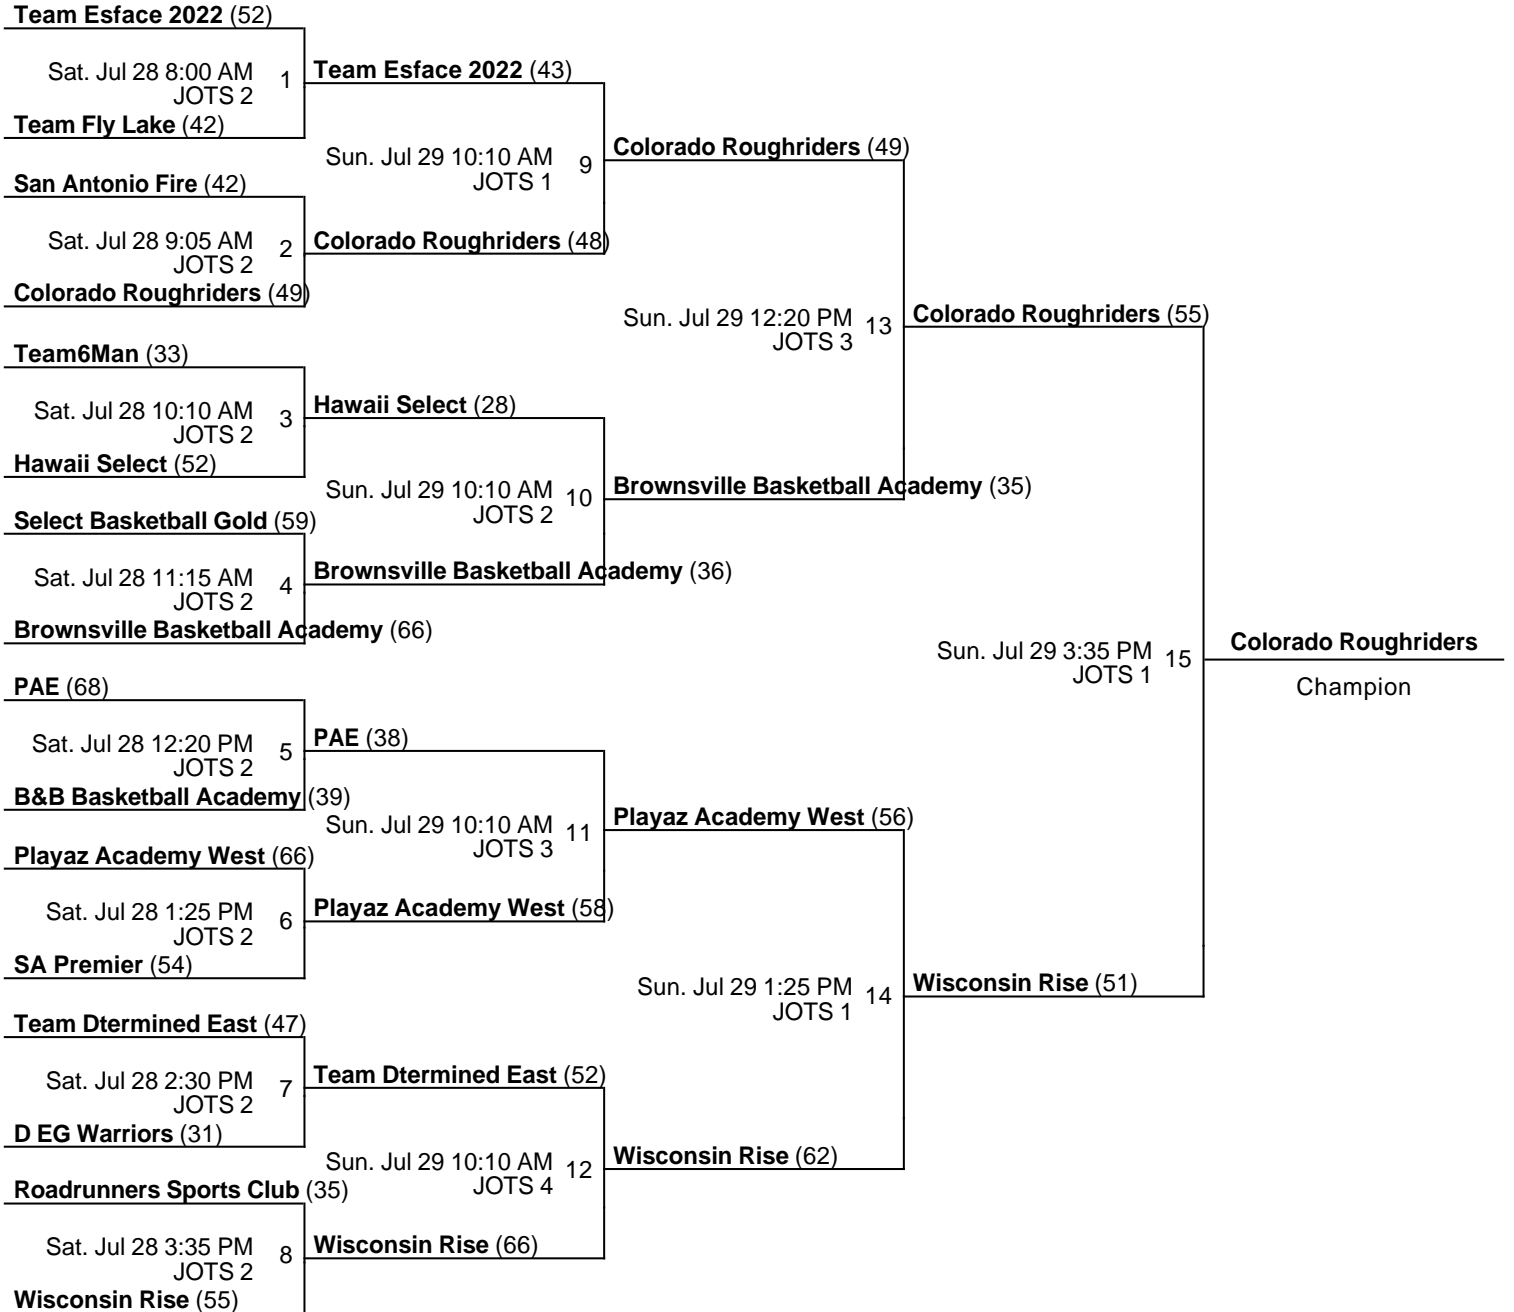 Team Esface 2022 (52)
Sat. Jul 28 8:00 AM
JOTS 2
1
Team Fly Lake (42)
San Antonio Fire (42)
Sat. Jul 28 9:05 AM
JOTS 2
2
Colorado Roughriders (49)
Team6Man (33)
Sat. Jul 28 10:10 AM
JOTS 2
3
Hawaii Select (52)
Select Basketball Gold (59)
Sat. Jul 28 11:15 AM
JOTS 2
4
Brownsville Basketball Academy (66)
PAE (68)
Sat. Jul 28 12:20 PM
JOTS 2
5
B&B Basketball Academy (39)
Playaz Academy West (66)
Sat. Jul 28 1:25 PM
JOTS 2
6
SA Premier (54)
Team Dtermined East (47)
Sat. Jul 28 2:30 PM
JOTS 2
7
D EG Warriors (31)
Roadrunners Sports Club (35)
Sat. Jul 28 3:35 PM
JOTS 2
8
Wisconsin Rise (55)
Team Esface 2022 (43)
Sun. Jul 29 10:10 AM
JOTS 1
9
Colorado Roughriders (48)
Hawaii Select (28)
Sun. Jul 29 10:10 AM
JOTS 2
10
Brownsville Basketball Academy (36)
PAE (38)
Sun. Jul 29 10:10 AM
JOTS 3
11
Playaz Academy West (58)
Team Dtermined East (52)
Sun. Jul 29 10:10 AM
JOTS 4
12
Wisconsin Rise (66)
Colorado Roughriders (49)
Sun. Jul 29 12:20 PM
JOTS 3
13
Brownsville Basketball Academy (35)
Playaz Academy West (56)
Sun. Jul 29 1:25 PM
JOTS 1
14
Wisconsin Rise (62)
Colorado Roughriders (55)
Sun. Jul 29 3:35 PM
JOTS 1
15
Wisconsin Rise (51)
Colorado Roughriders
Champion